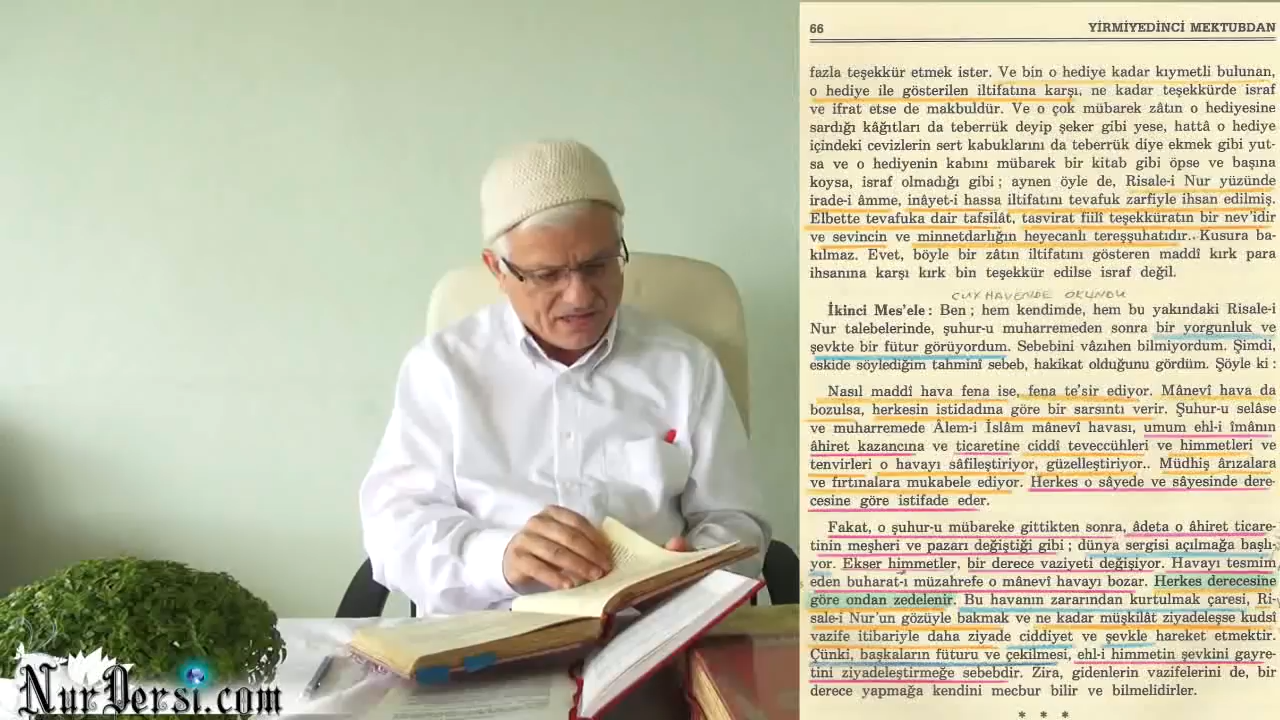 66 YİRMİYEDİNCİ MEKTUBDAN
fazla teşekkür etmek ister. Ve bin o hediye kadar kıymetli bulunan,
o hediye ile gösterilen iltifatına karşı, ne kadar teşekkürde israf
ve ifrat etse de makbuldür. Ve o çok mübarek zâtın o hediyesine
sardığı kâğıtları da teberrük deyip şeker gibi yese, hattâ o hediye
içindeki cevizlerin sert kabuklarını da teberrük diye ekmek gibi yut-
sa ve o hediyenin kabını mübarek bir kitab gibi öpse ve başına
koysa, israf olmadığı gibi; aynen öyle de, Risale-i Nur yüzünde
irade-i âmme, inâyet-i hassa iltifatını tevafuk zarfiyle ihsan edilmiş.
Elbette tevafuka dair tafsilât, tasvirat fiilî teşekküratın bir nev'idir
ve sevincin ve minnetdarlığın heyecanlı tereşşuhatıdır.. Kusura ba-
kılmaz. Evet, böyle bir zâtın iltifatını gösteren maddî kırk para
ihsanına karşı kırk bin teşekkür edilse israf değil.
CUXHAVENDE OKUNDU
İkinci Mes'ele: Ben; hem kendimde, hem bu yakındaki Risale-i
Nur talebelerinde, şuhur-u muharremeden sonra bir yorgunluk ve
şevkte bir fütur görüyordum. Sebebini vâzıhen bilmiyordum. Şimdi,
eskide söylediğim tahminî sebeb, hakikat olduğunu gördüm. Şöyle ki:
Nasıl maddî hava fena ise, fena te'sir ediyor. Mânevî hava da
bozulsa, herkesin istidadına göre bir sarsıntı verir. Şuhur-u selâse
ve muharremede Âlem-i İslâm mânevî havası, umum ehl-i îmânın
âhiret kazancına ve ticaretine ciddî teveccühleri ve himmetleri ve
tenvirleri o havayı sâfileştiriyor, güzelleştiriyor.. Müdhiş ârızalara
ve fırtınalara mukabele ediyor. Herkes o sâyede ve sâyesinde dere-
cesine göre istifade eder.
Fakat, o şuhur-u mübareke gittikten sonra, âdeta o âhiret ticare-
tinin meşheri ve pazarı değiştiği gibi; dünya sergisi açılmağa başlı-
yor. Ekser himmetler, bir derece vaziyeti değişiyor. Havayı tesmim
eden buharat-ı müzahrefe o mânevî havayı bozar. Herkes derecesine
göre ondan zedelenir. Bu havanın zararından kurtulmak çaresi, Ri-
sale-i Nur'un gözüyle bakmak ve ne kadar müşkilât ziyadeleşse kudsî
vazife itibariyle daha ziyade ciddiyet ve şevkle hareket etmektir.
Çünki, başkaların füturu ve çekilmesi, ehl-i himmetin şevkini gayre-
tini ziyadeleştirmeğe sebebdir. Zira, gidenlerin vazifelerini de, bir
derece yapmağa kendini mecbur bilir ve bilmelidirler.
* * *
NurDersi.com